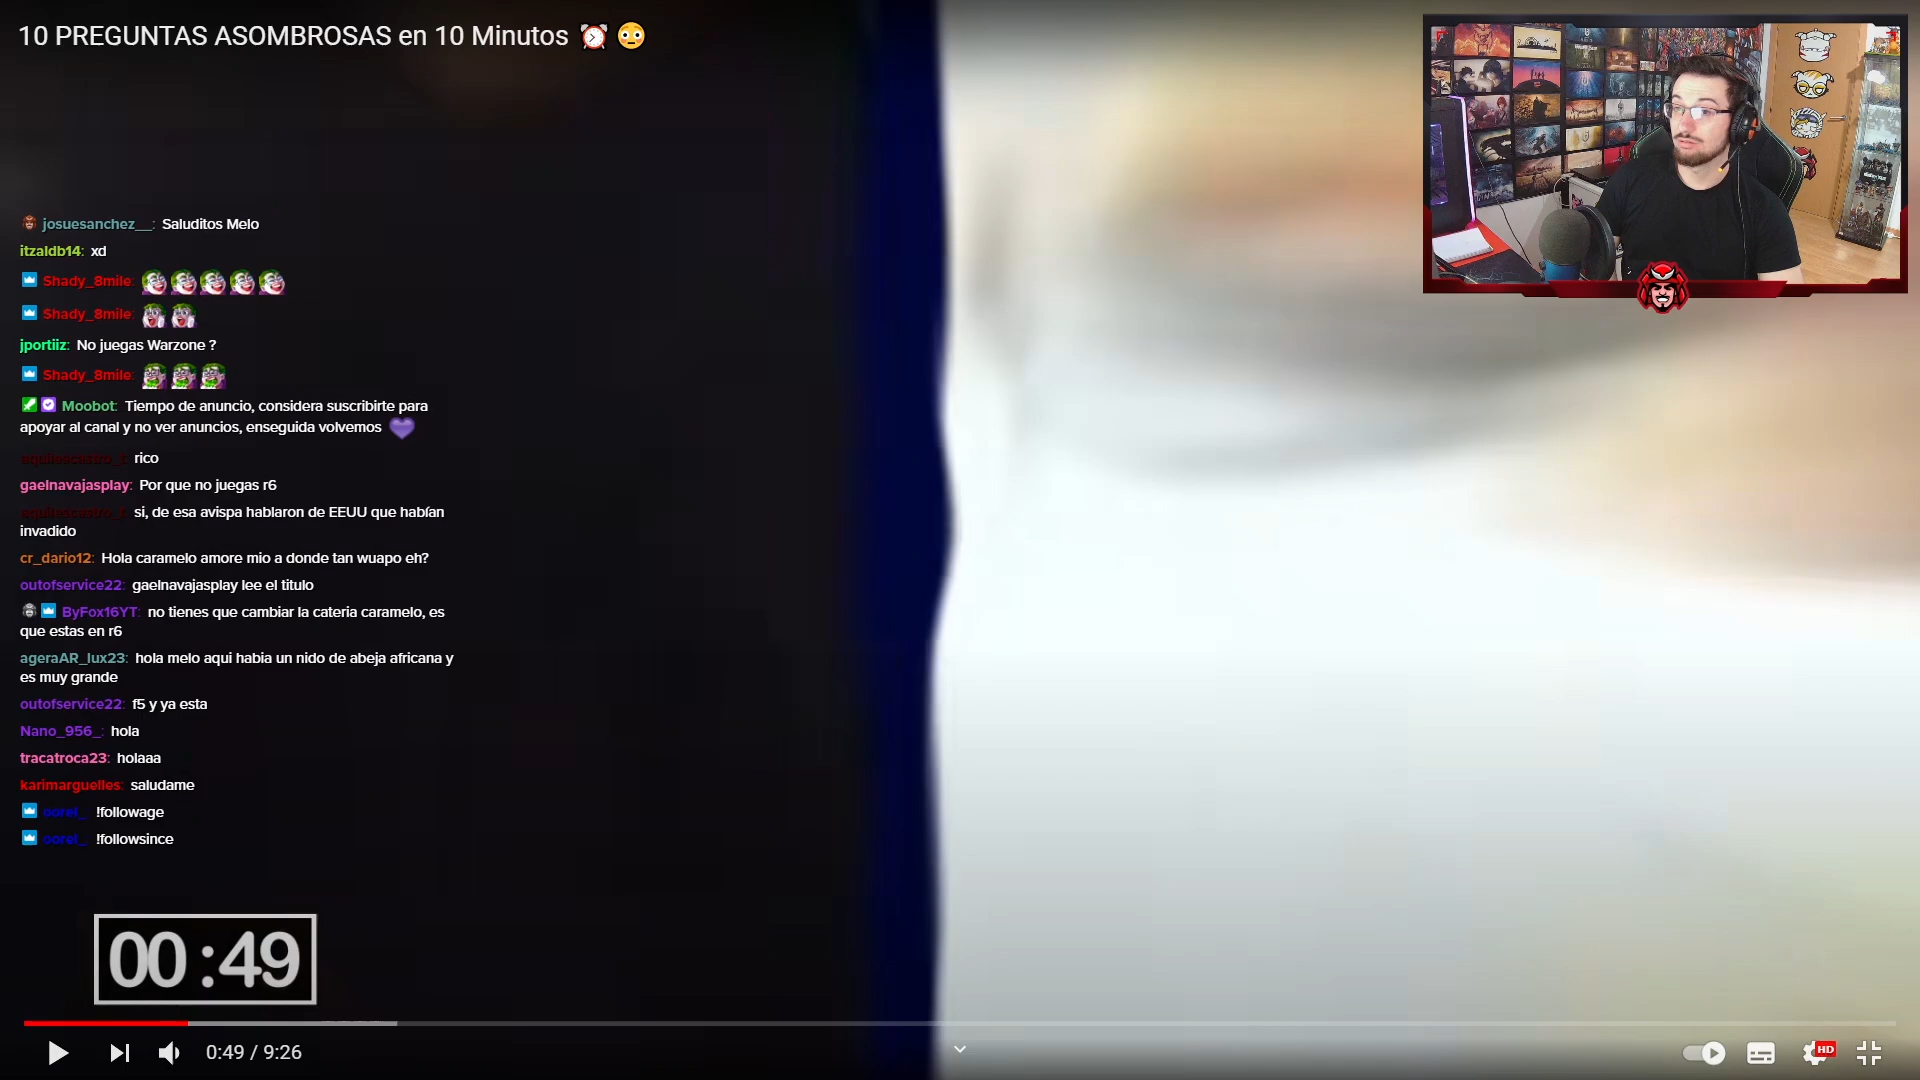 10 PREGUNTAS ASOMBROSAS en 10 Minutos ⏰ 😳
josuesanchez__: Saluditos Melo
itzaldb14: xd
Shady_8mile:
Shady_8mile:
jportiiz: No juegas Warzone ?
Shady_8mile:
Moobot: Tiempo de anuncio, considera suscribirte para
apoyar al canal y no ver anuncios, enseguida volvemos 💜
rico
gaelnavajasplay: Por que no juegas r6
si, de esa avispa hablaron de EEUU que habían
invadido
cr_dario12: Hola caramelo amore mio a donde tan wuapo eh?
outofservice22: gaelnavajasplay lee el titulo
ByFox16YT: no tienes que cambiar la cateria caramelo, es
que estas en r6
ageraAR_lux23: hola melo aqui habia un nido de abeja africana y
es muy grande
outofservice22: f5 y ya esta
Nano_956_: hola
tracatroca23: holaaa
karimarguelles: saludame
!followage
!followsince
00:49
0:49 / 9:26
HD